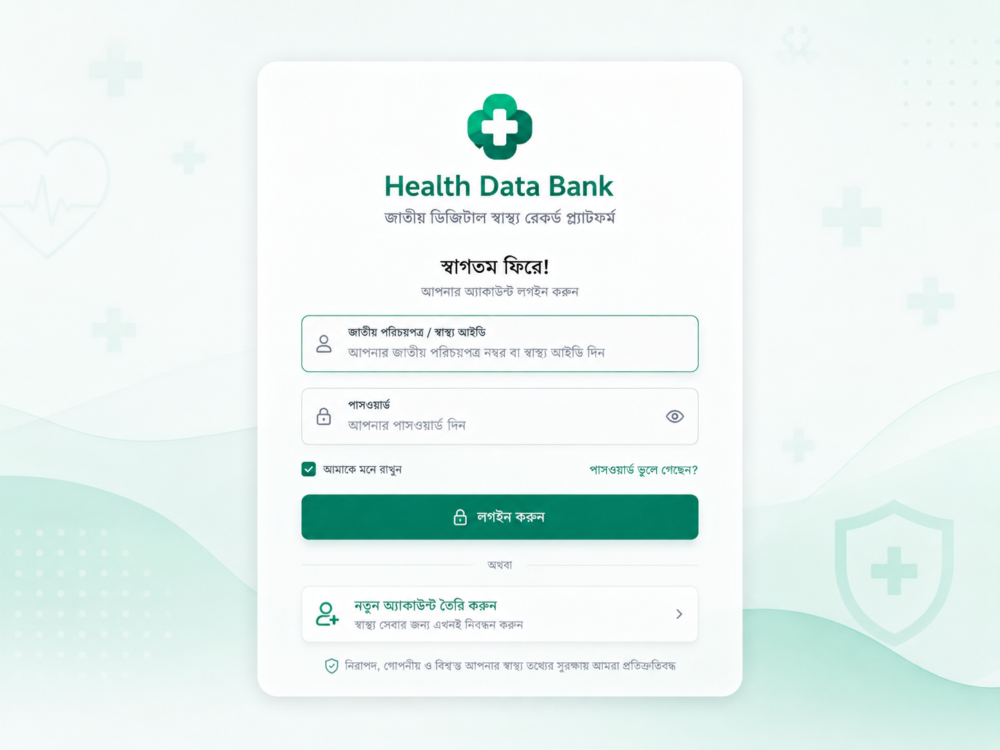 Health Data Bank
জাতীয় ডিজিটাল স্বাস্থ্য রেকর্ড প্ল্যাটফর্ম
স্বাগতম ফিরে!
আপনার অ্যাকাউন্ট লগইন করুন
জাতীয় পরিচয়পত্র / স্বাস্থ্য আইডি
আপনার জাতীয় পরিচয়পত্র নম্বর বা স্বাস্থ্য আইডি দিন
পাসওয়ার্ড
আপনার পাসওয়ার্ড দিন
আমাকে মনে রাখুন
পাসওয়ার্ড ভুলে গেছেন?
লগইন করুন
অথবা
নতুন অ্যাকাউন্ট তৈরি করুন
স্বাস্থ্য সেবার জন্য এখনই নিবন্ধন করুন
নিরাপদ, গোপনীয় ও বিশ্বস্ত আপনার স্বাস্থ্য তথ্যের সুরক্ষায় আমরা প্রতিশ্রুতিবদ্ধ